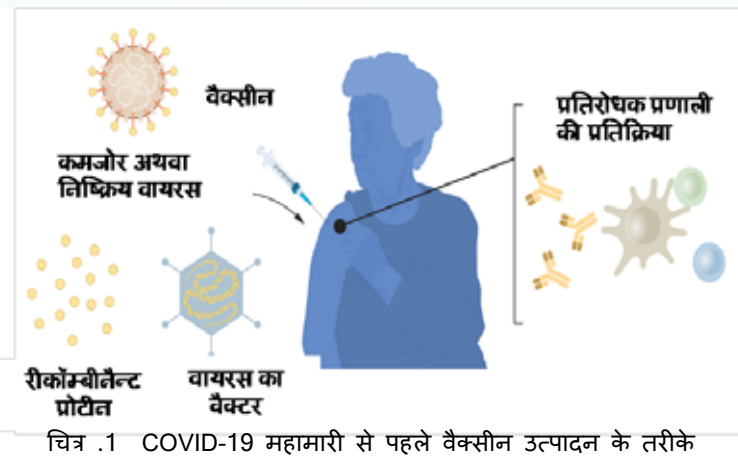 वैक्सीन
कमजोर अथवा
निष्क्रिय वायरस
रीकॉम्बीनैन्ट
प्रोटीन
वायरस का
वैक्टर
प्रतिरोधक प्रणाली
की प्रतिक्रिया
चित्र .1 COVID-19 महामारी से पहले वैक्सीन उत्पादन के तरीके